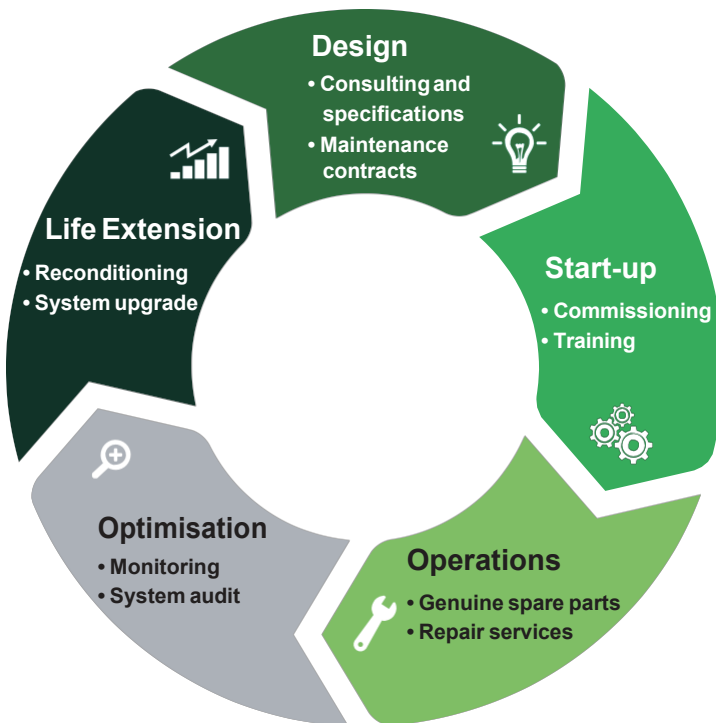 Design
• Consulting and
specifications
• Maintenance
contracts
Start-up
• Commissioning
• Training
Operations
• Genuine spare parts
• Repair services
Optimisation
• Monitoring
• System audit
Life Extension
• Reconditioning
• System upgrade